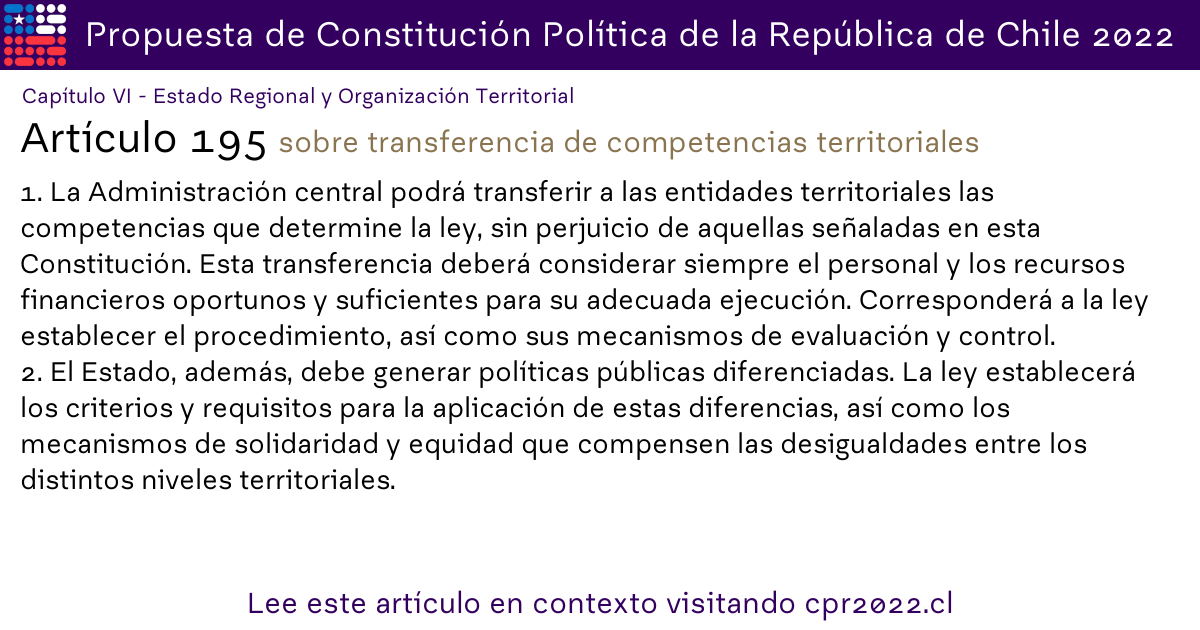 Propuesta de Constitución Política de la República de Chile 2022
Capítulo VI - Estado Regional y Organización Territorial
Artículo 195 sobre transferencia de competencias territoriales
1. La Administración central podrá transferir a las entidades territoriales las
competencias que determine la ley, sin perjuicio de aquellas señaladas en esta
Constitución. Esta transferencia deberá considerar siempre el personal y los recursos
financieros oportunos y suficientes para su adecuada ejecución. Corresponderá a la ley
establecer el procedimiento, así como sus mecanismos de evaluación y control.
2. El Estado, además, debe generar políticas públicas diferenciadas. La ley establecerá
los criterios y requisitos para la aplicación de estas diferencias, así como los
mecanismos de solidaridad y equidad que compensen las desigualdades entre los
distintos niveles territoriales.
Lee este artículo en contexto visitando cpr2022.cl